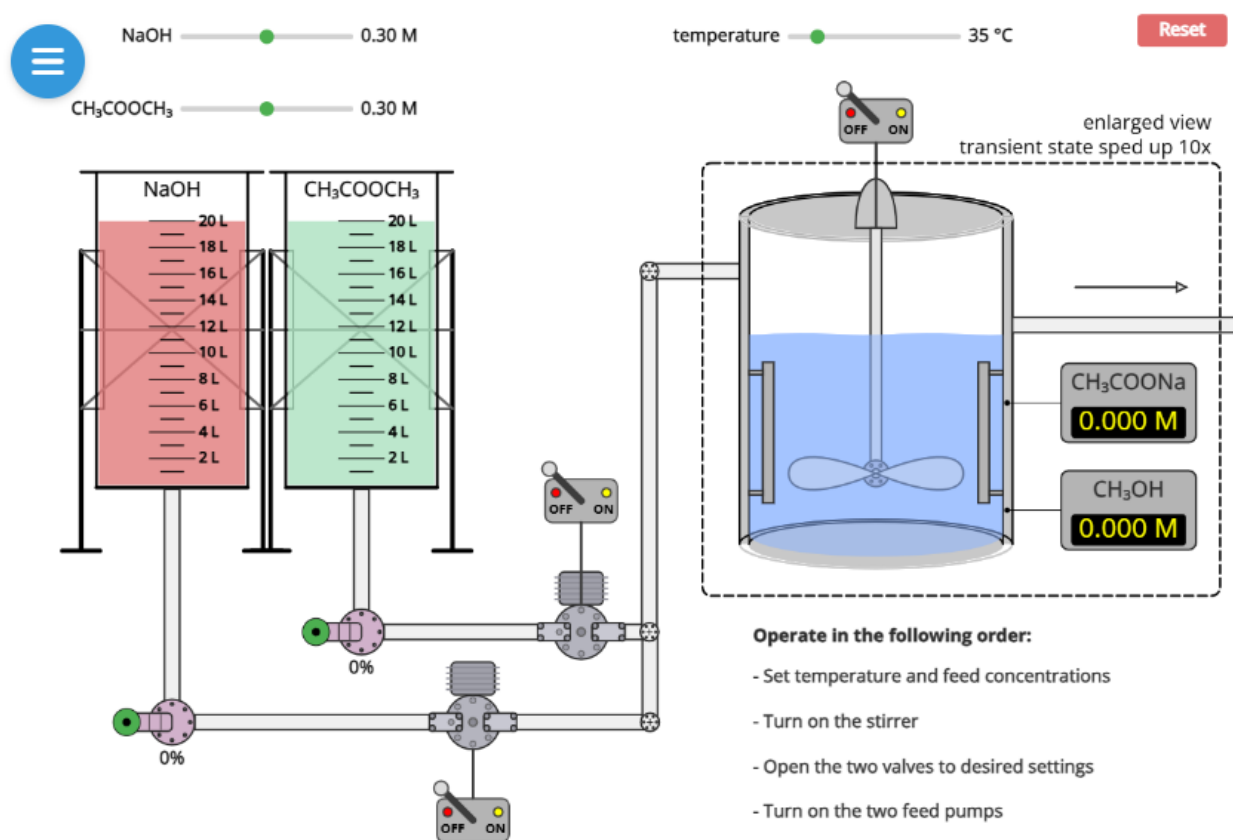 NaOH 0.30 M
temperature 35 °C
Reset
CH₃COOCH₃ 0.30 M
OFF ON
enlarged view
transient state sped up 10x
NaOH
20 L
18 L
16 L
14 L
12 L
10 L
8 L
6 L
4 L
2 L
CH₃COOCH₃
20 L
18 L
16 L
14 L
12 L
10 L
8 L
6 L
4 L
2 L
CH₃COONa
0.000 M
CH₃OH
0.000 M
OFF ON
0%
0%
OFF ON
Operate in the following order:
- Set temperature and feed concentrations
- Turn on the stirrer
- Open the two valves to desired settings
- Turn on the two feed pumps